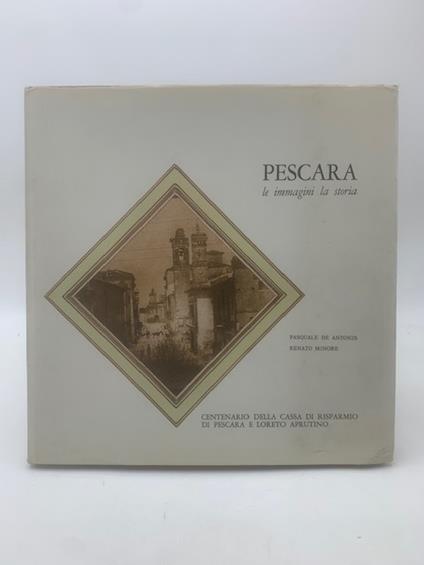 PESCARA
le immagini la storia
PASQUALE DE ANTONIS
RENATO MINORE
CENTENARIO DELLA CASSA DI RISPARMIO
DI PESCARA E LORETO APRUTINO